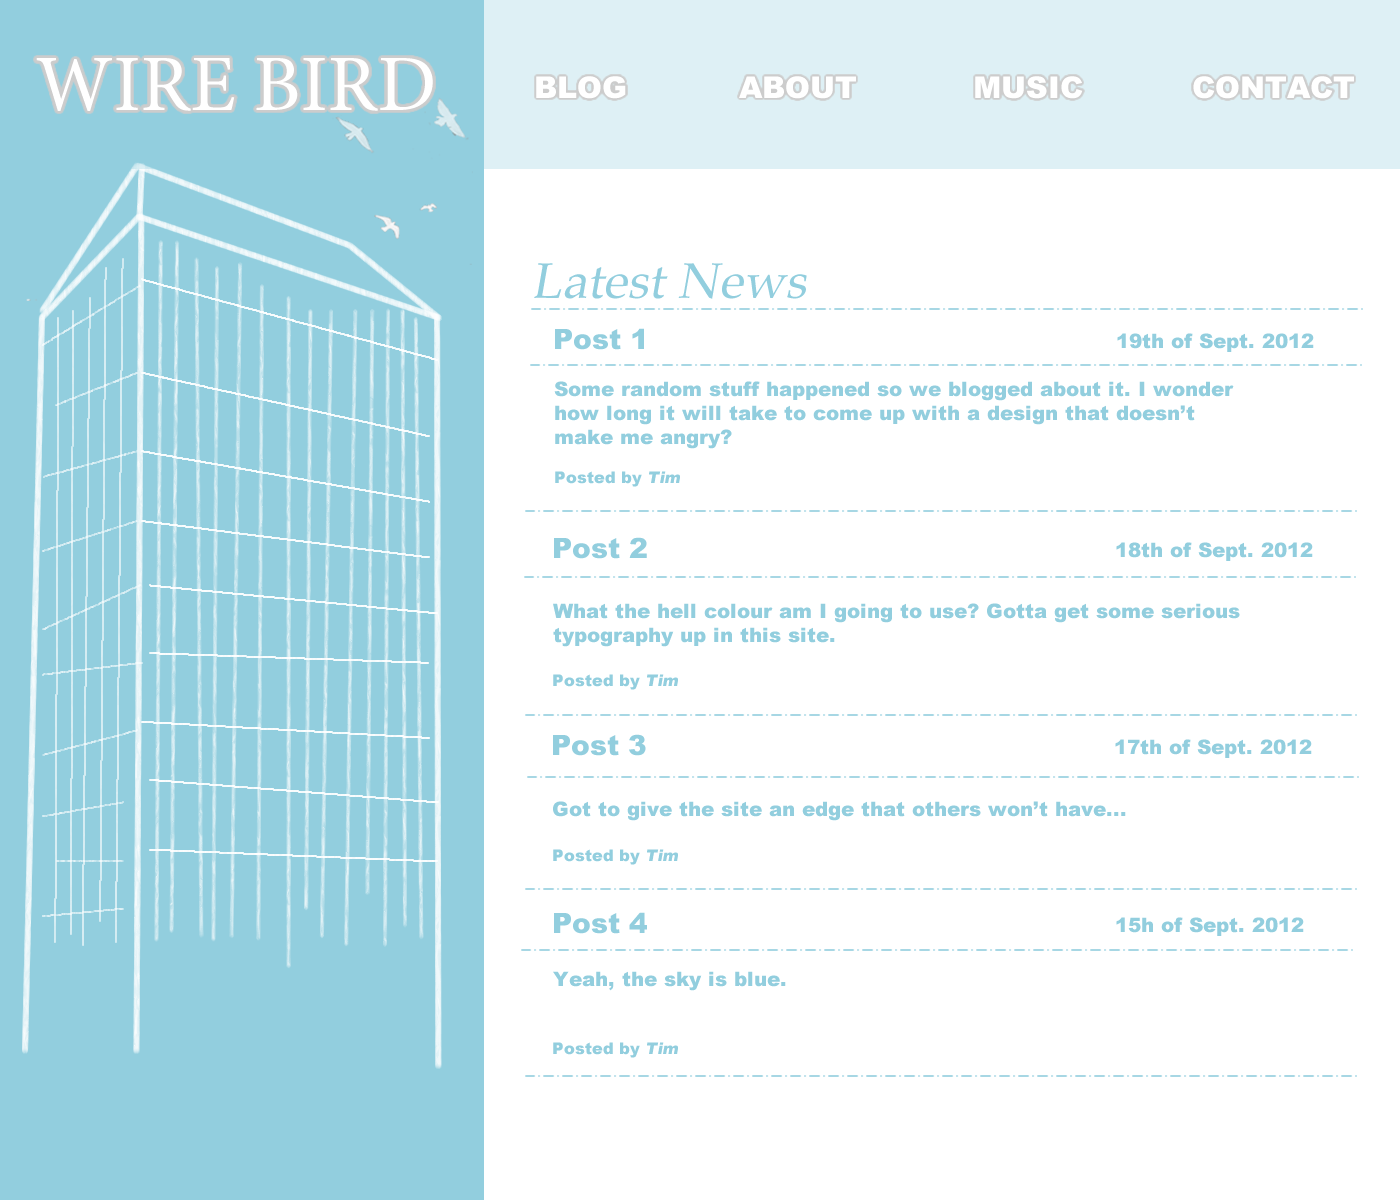 WIRE BIRD
BLOG ABOUT MUSIC CONTACT
Latest News
Post 1 19th of Sept. 2012
Some random stuff happened so we blogged about it. I wonder
how long it will take to come up with a design that doesn’t
make me angry?
Posted by Tim
Post 2 18th of Sept. 2012
What the hell colour am I going to use? Gotta get some serious
typography up in this site.
Posted by Tim
Post 3 17th of Sept. 2012
Got to give the site an edge that others won’t have...
Posted by Tim
Post 4 15h of Sept. 2012
Yeah, the sky is blue.
Posted by Tim